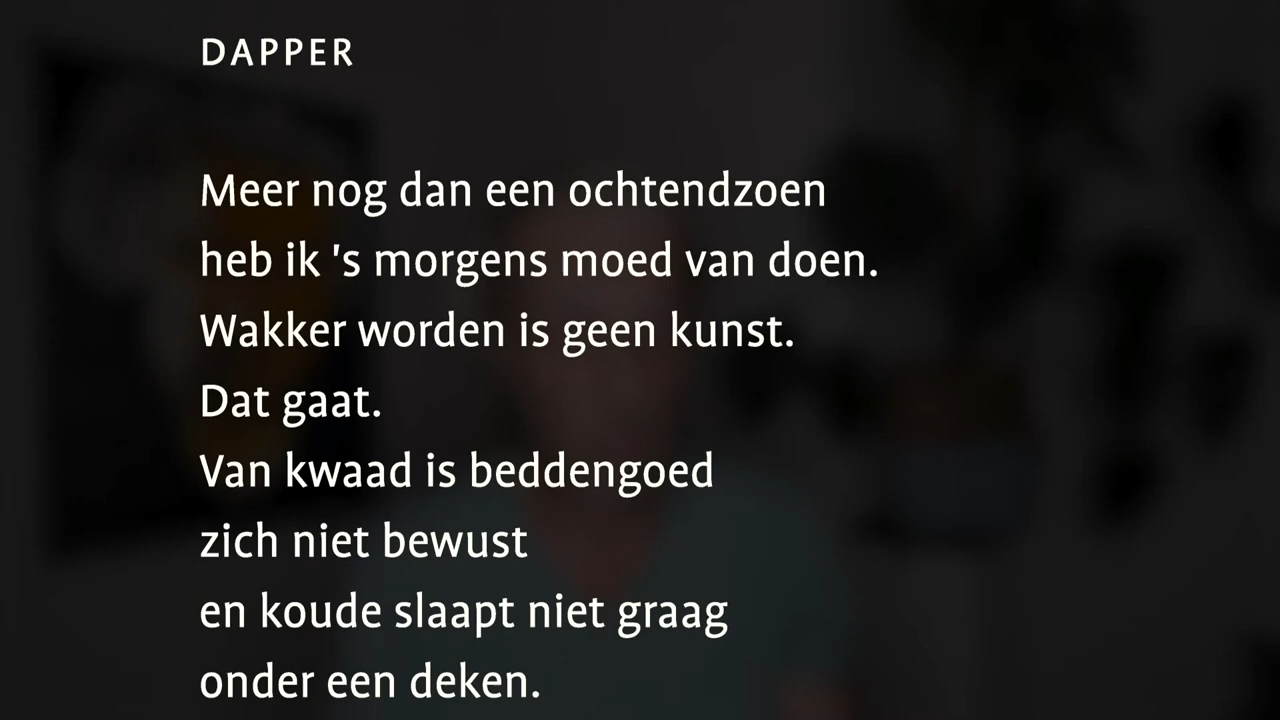 DAPPER
Meer nog dan een ochtendzoen
heb ik 's morgens moed van doen.
Wakker worden is geen kunst.
Dat gaat.
Van kwaad is beddengoed
zich niet bewust
en koude slaapt niet graag
onder een deken.